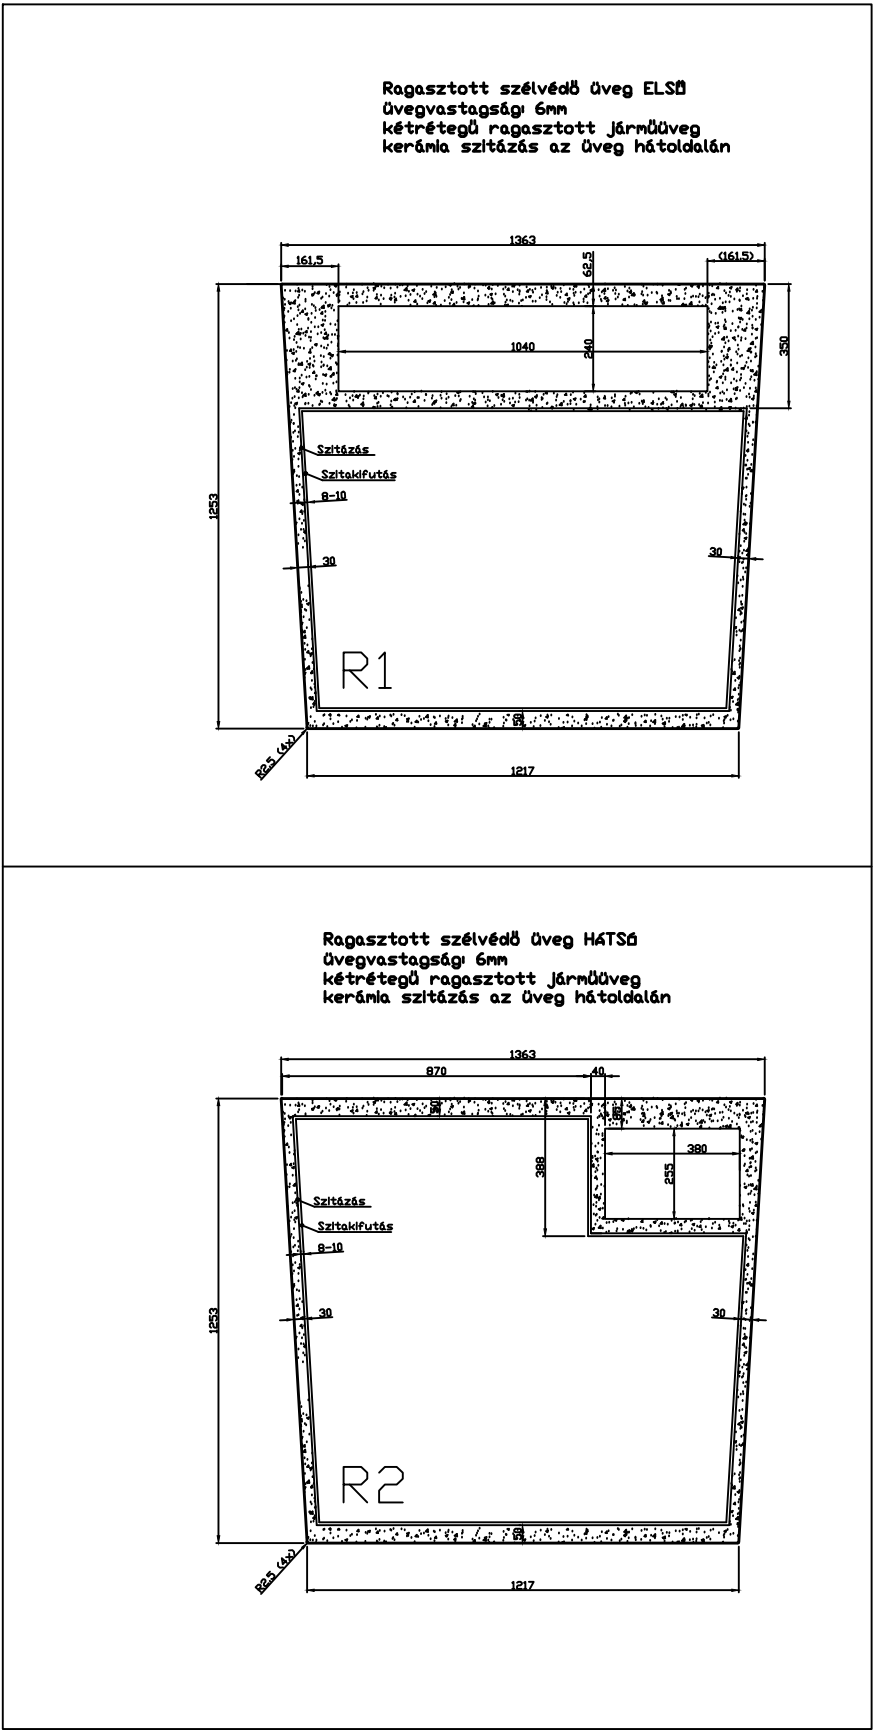 Ragasztott szélvédő üveg ELSŐ
üvegvastagság: 6mm
kétrétegű ragasztott járműüveg
kerámia szitázás az üveg hátoldalán
1363
161,5
62,5
(161,5)
1040
240
350
Szitázás
Szitakifutás
8-10
1253
30
30
R1
50
R2,5 (4x)
1217
Ragasztott szélvédő üveg HÁTSÓ
üvegvastagság: 6mm
kétrétegű ragasztott járműüveg
kerámia szitázás az üveg hátoldalán
1363
870
40
50
85
388
380
255
Szitázás
Szitakifutás
8-10
1253
30
30
R2
50
R2,5 (4x)
1217